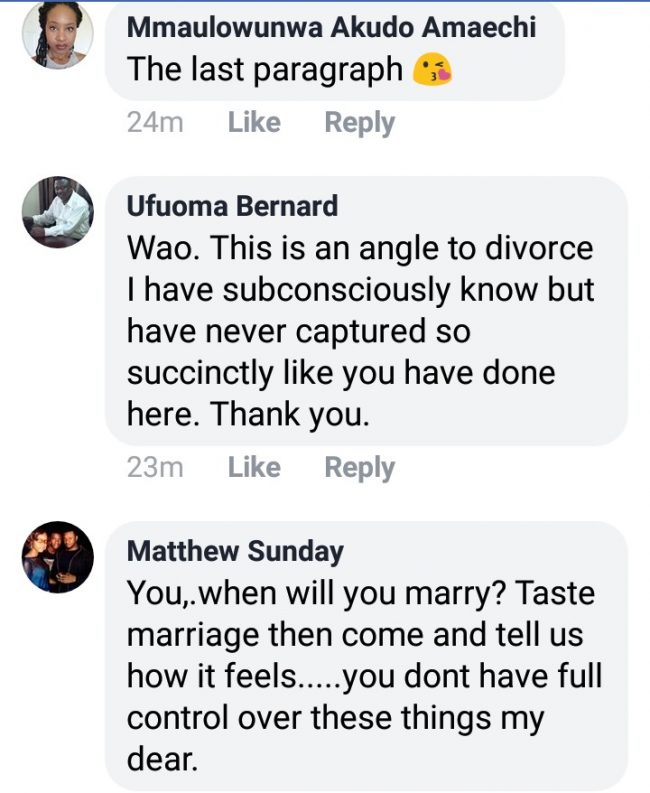 Mmaulowunwa Akudo Amaechi
The last paragraph 😘
24m Like Reply
Ufuoma Bernard
Wao. This is an angle to divorce
I have subconsciously know but
have never captured so
succinctly like you have done
here. Thank you.
23m Like Reply
Matthew Sunday
You,.when will you marry? Taste
marriage then come and tell us
how it feels.....you dont have full
control over these things my
dear.